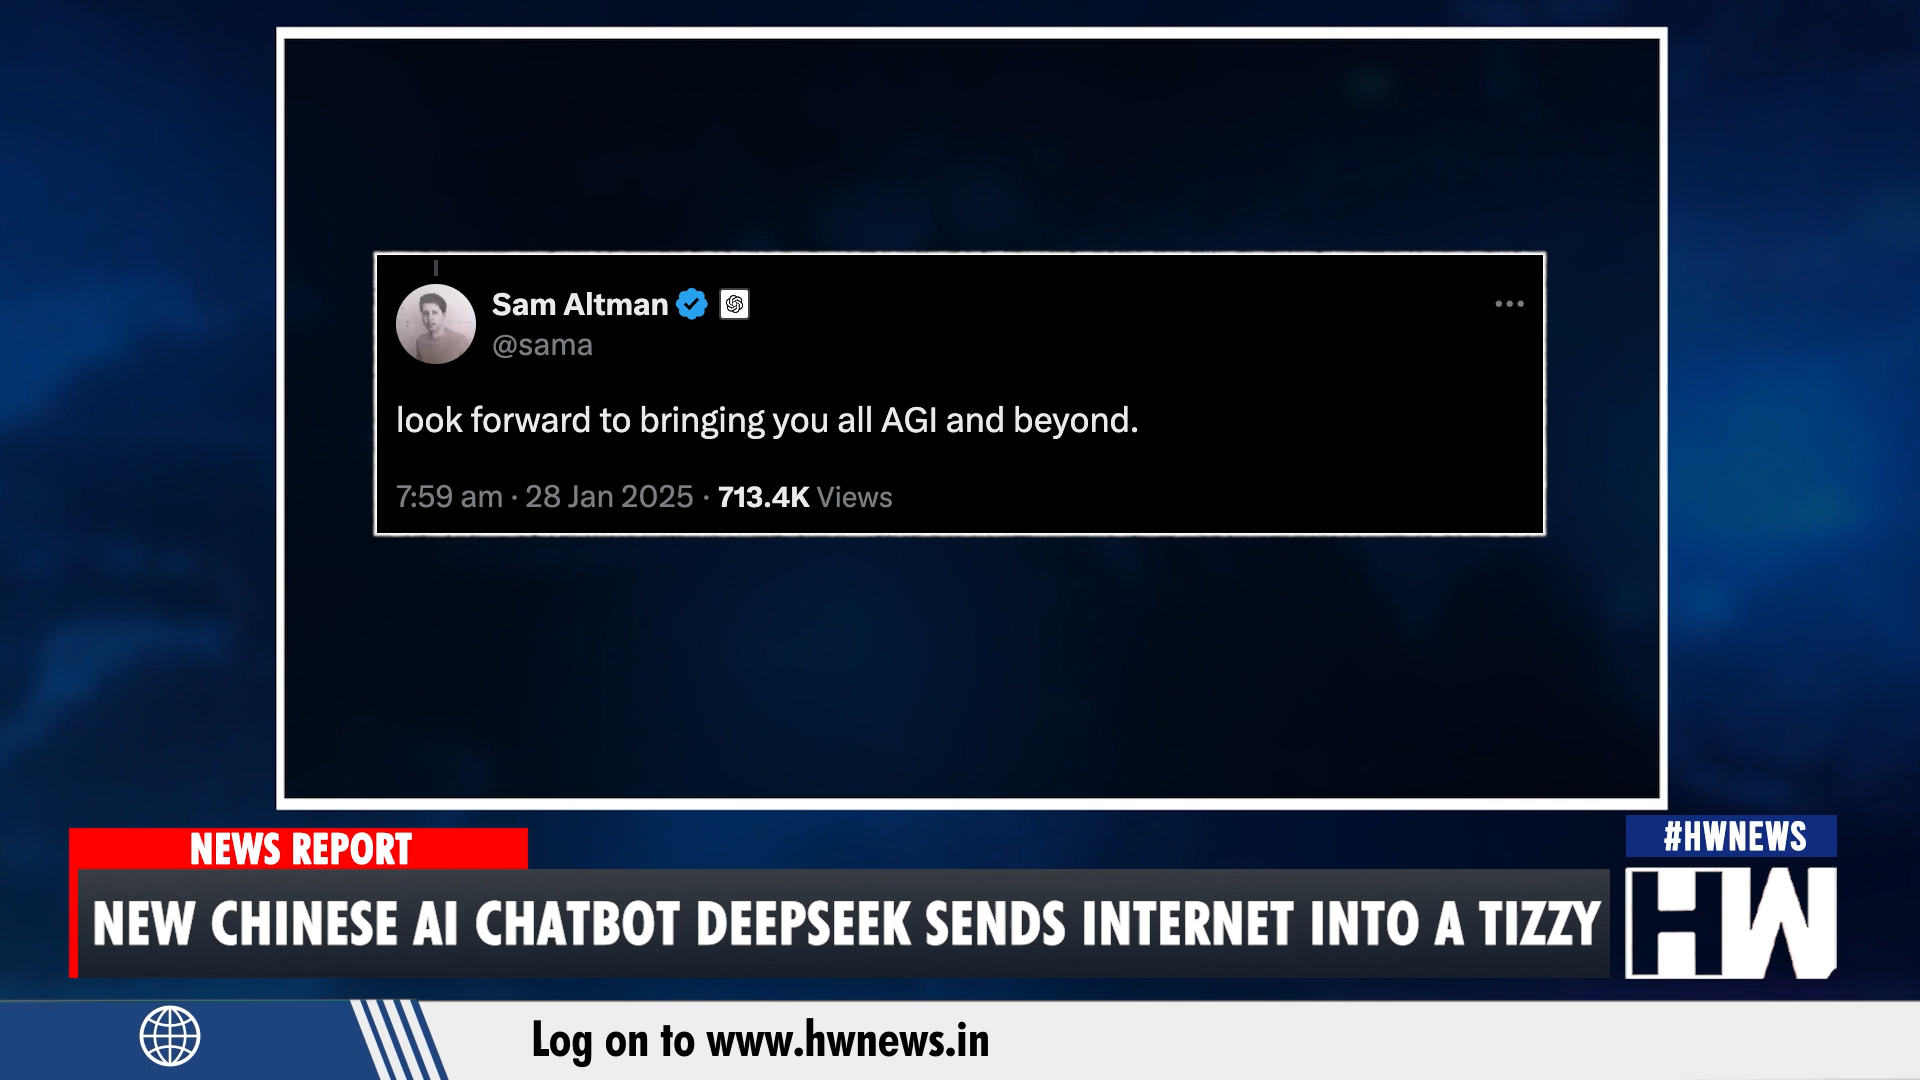 Sam Altman
@sama
look forward to bringing you all AGI and beyond.
7:59 am · 28 Jan 2025 · 713.4K Views
NEWS REPORT
#HWNEWS
NEW CHINESE AI CHATBOT DEEPSEEK SENDS INTERNET INTO A TIZZY
HW
Log on to www.hwnews.in